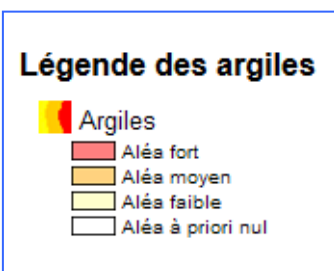 Légende des argiles
Argiles
Aléa fort
Aléa moyen
Aléa faible
Aléa à priori nul